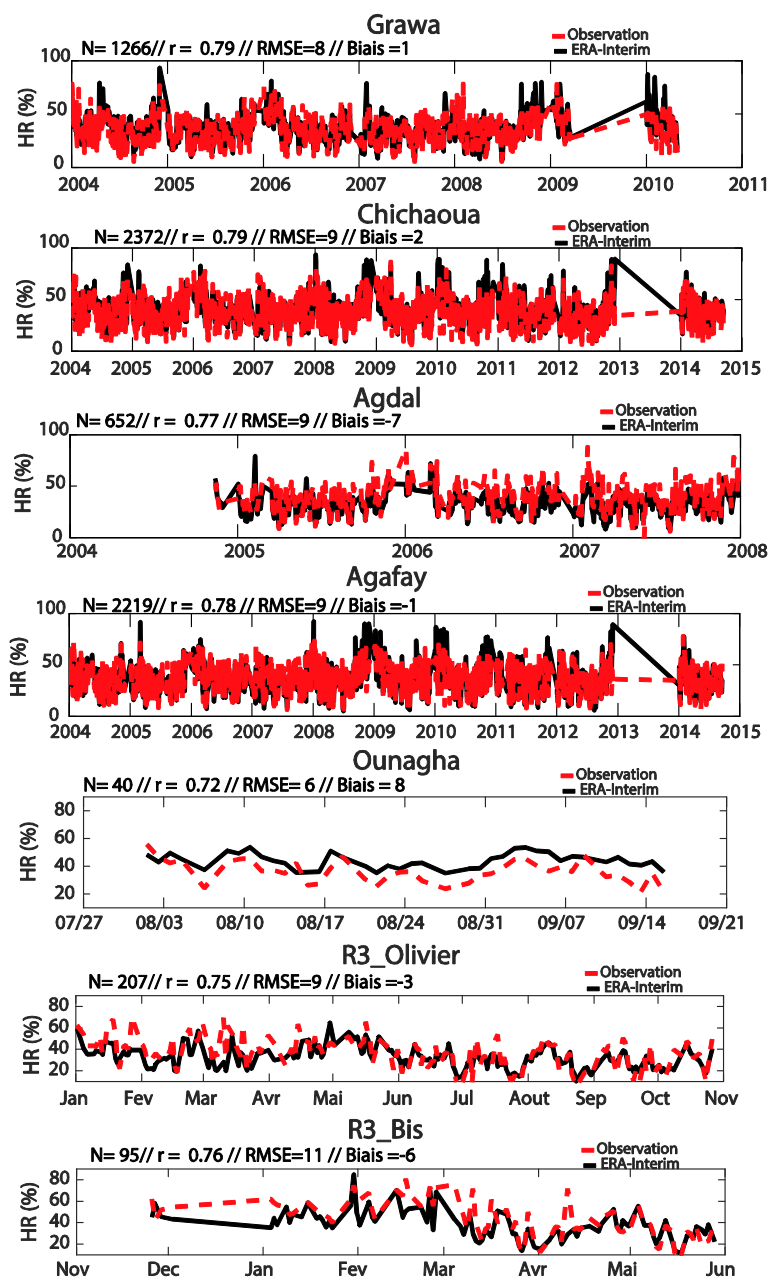 Grawa
N= 1266// r = 0.79 // RMSE=8 // Biais =1
Observation
ERA-Interim
HR (%)
100
50
0
2004 2005 2006 2007 2008 2009 2010 2011
Chichaoua
N= 2372// r = 0.79 // RMSE=9 // Biais =2
Observation
ERA-Interim
HR (%)
100
50
0
2004 2005 2006 2007 2008 2009 2010 2011 2012 2013 2014 2015
Agdal
N= 652// r = 0.77 // RMSE=9 // Biais =-7
Observation
ERA-Interim
HR (%)
100
50
0
2004 2005 2006 2007 2008
Agafay
N= 2219// r = 0.78 // RMSE=9 // Biais =-1
Observation
ERA-Interim
HR (%)
100
50
0
2004 2005 2006 2007 2008 2009 2010 2011 2012 2013 2014 2015
Ounagha
N= 40 // r = 0.72 // RMSE= 6 // Biais = 8
Observation
ERA-Interim
HR (%)
80
60
40
20
07/27 08/03 08/10 08/17 08/24 08/31 09/07 09/14 09/21
R3_Olivier
N= 207// r = 0.75 // RMSE=9 // Biais =-3
Observation
ERA-Interim
HR (%)
80
60
40
20
Jan Fev Mar Avr Mai Jun Jul Aout Sep Oct Nov
R3_Bis
N= 95// r = 0.76 // RMSE=11 // Biais =-6
Observation
ERA-Interim
HR (%)
80
60
40
20
Nov Dec Jan Fev Mar Avr Mai Jun